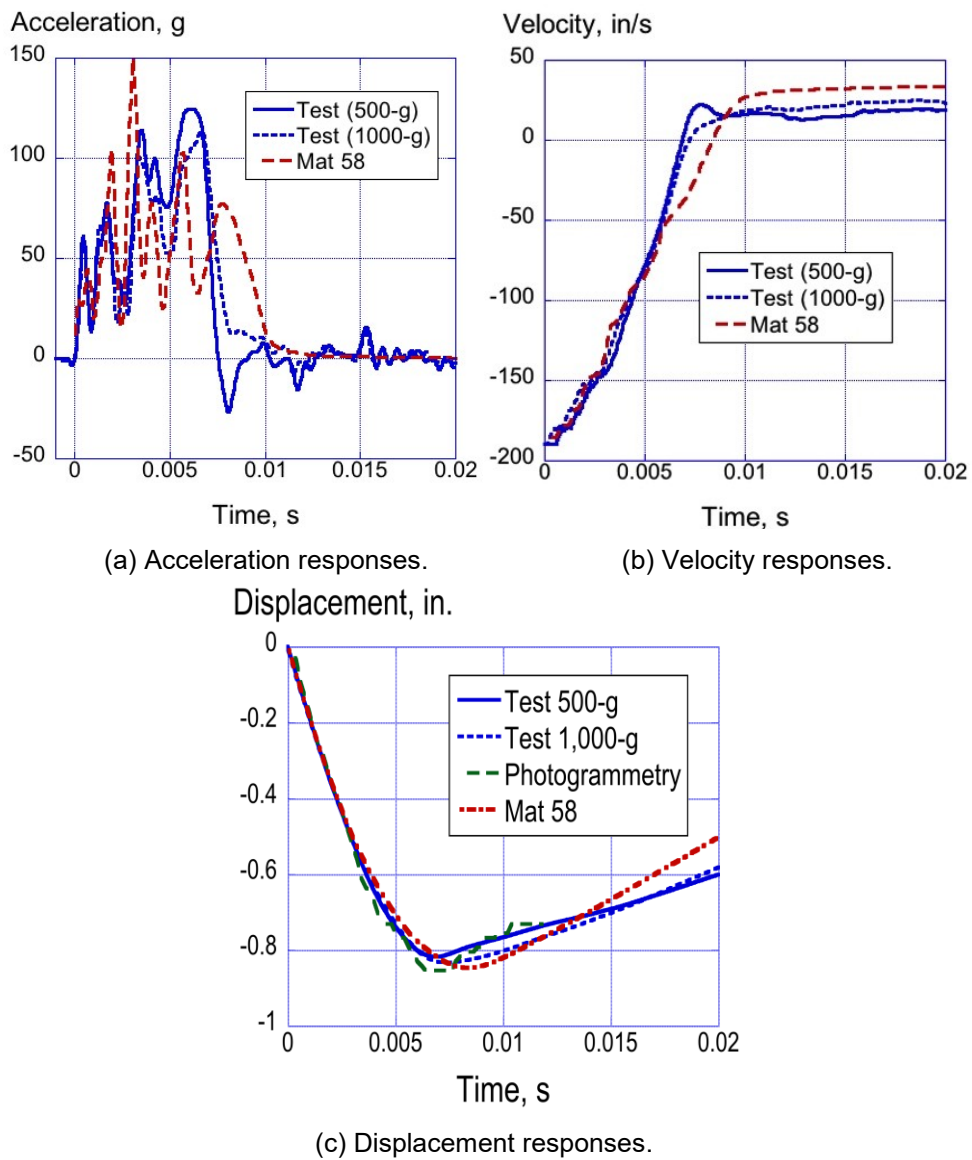 Acceleration, g
150
100
50
0
-50
Test (500-g)
Test (1000-g)
Mat 58
0
0.005
0.01
0.015
0.02
Time, s
(a) Acceleration responses.
Velocity, in/s
50
0
-50
-100
-150
-200
Test (500-g)
Test (1000-g)
Mat 58
0
0.005
0.01
0.015
0.02
Time, s
(b) Velocity responses.
Displacement, in.
0
-0.2
-0.4
-0.6
-0.8
-1
Test 500-g
Test 1,000-g
Photogrammetry
Mat 58
0
0.005
0.01
0.015
0.02
Time, s
(c) Displacement responses.